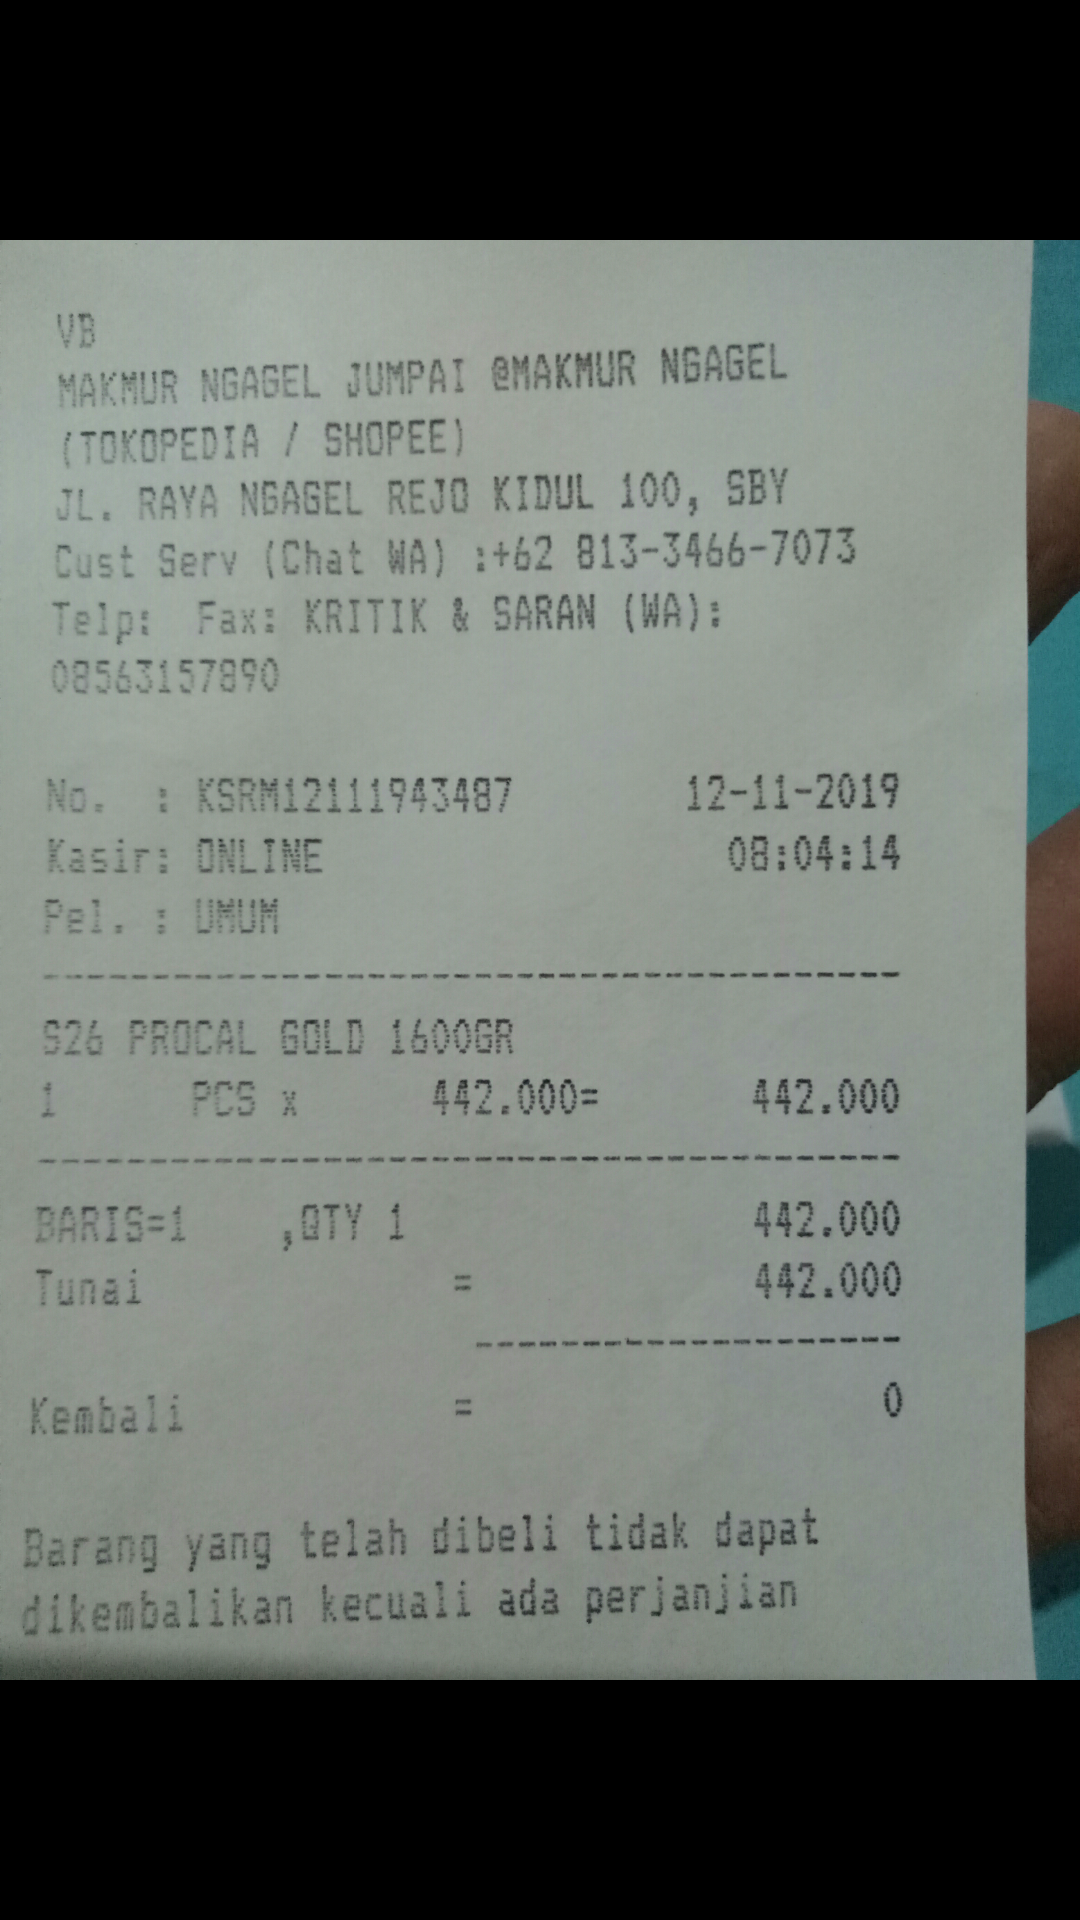 VB
MAKMUR NGAGEL JUMPAI @MAKMUR NGAGEL
(TOKOPEDIA / SHOPEE)
JL. RAYA NGAGEL REJO KIDUL 100, SBY
Cust Serv (Chat WA) :+62 813-3466-7073
Telp: Fax: KRITIK & SARAN (WA):
08563157890
No. : KSRM12111943487 12-11-2019
Kasir: ONLINE 08:04:14
Pel. : UMUM
--------------------------------------
S26 PROCAL GOLD 1600GR
1 PCS x 442.000= 442.000
--------------------------------------
BARIS=1 ,QTY 1 442.000
Tunai = 442.000
-------------------
Kembali = 0
Barang yang telah dibeli tidak dapat
dikembalikan kecuali ada perjanjian